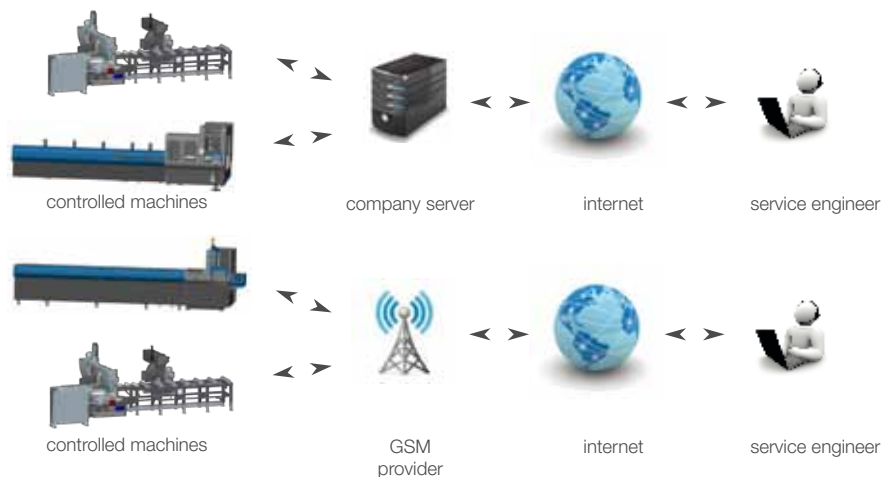 controlled machines
company server
internet
service engineer
controlled machines
GSM
provider
internet
service engineer